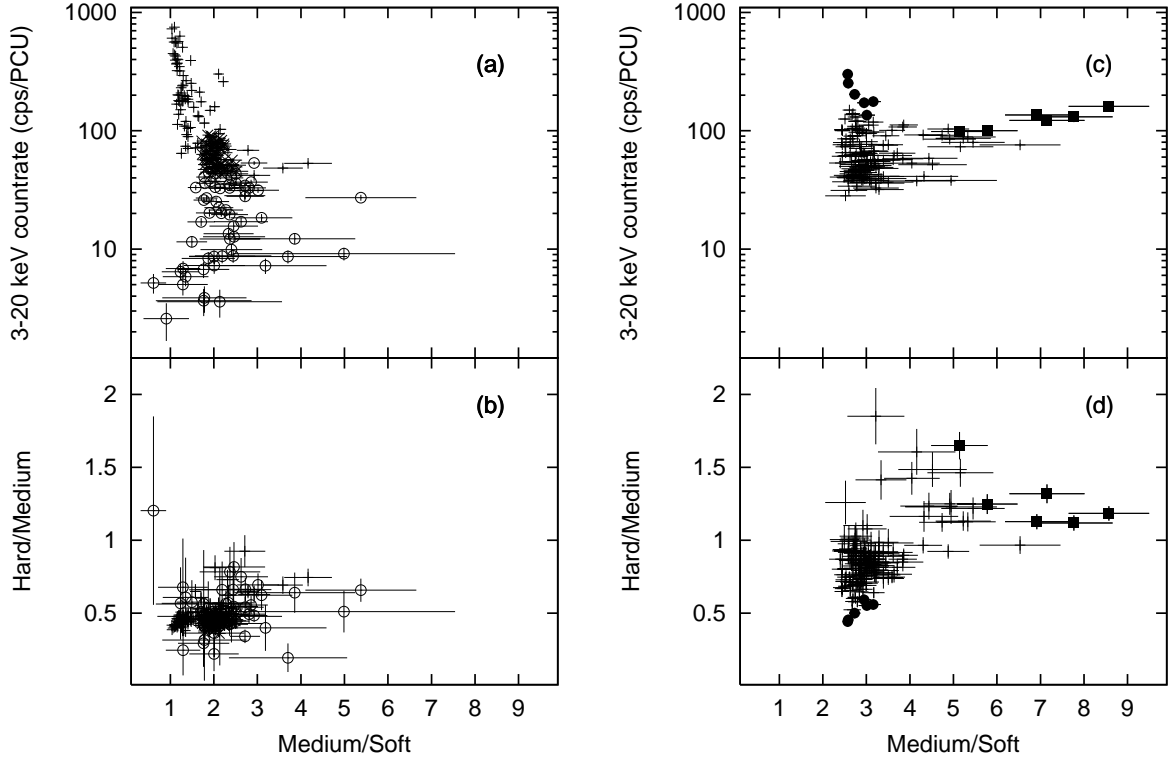 1000
100
10
3-20 keV countrate (cps/PCU)
(a)
2
1.5
1
0.5
Hard/Medium
(b)
1 2 3 4 5 6 7 8 9
Medium/Soft
1000
100
10
3-20 keV countrate (cps/PCU)
(c)
2
1.5
1
0.5
Hard/Medium
(d)
1 2 3 4 5 6 7 8 9
Medium/Soft